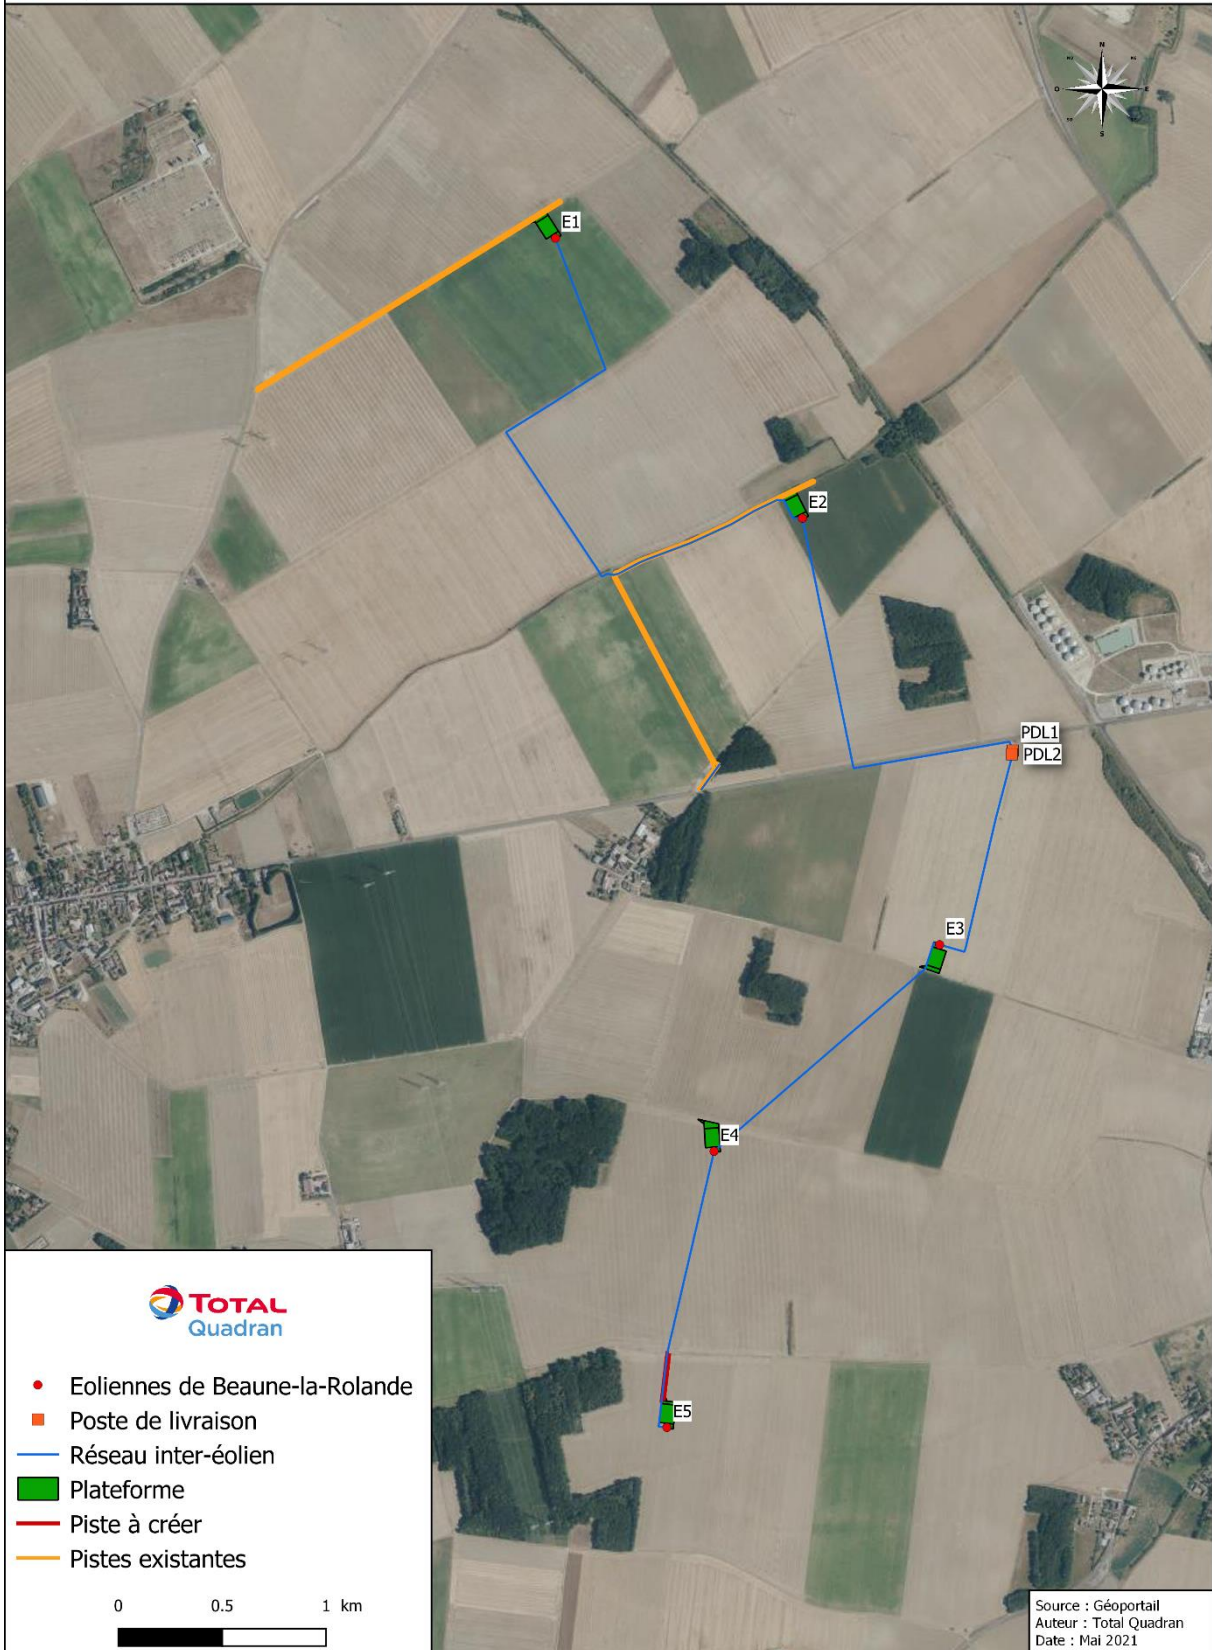 N
O
E
S
E1
E2
PDL1
PDL2
E3
E4
E5
TOTAL
Quadran
Eoliennes de Beaune-la-Rolande
Poste de livraison
Réseau inter-éolien
Plateforme
Piste à créer
Pistes existantes
0 0.5 1 km
Source : Géoportail
Auteur : Total Quadran
Date : Mai 2021